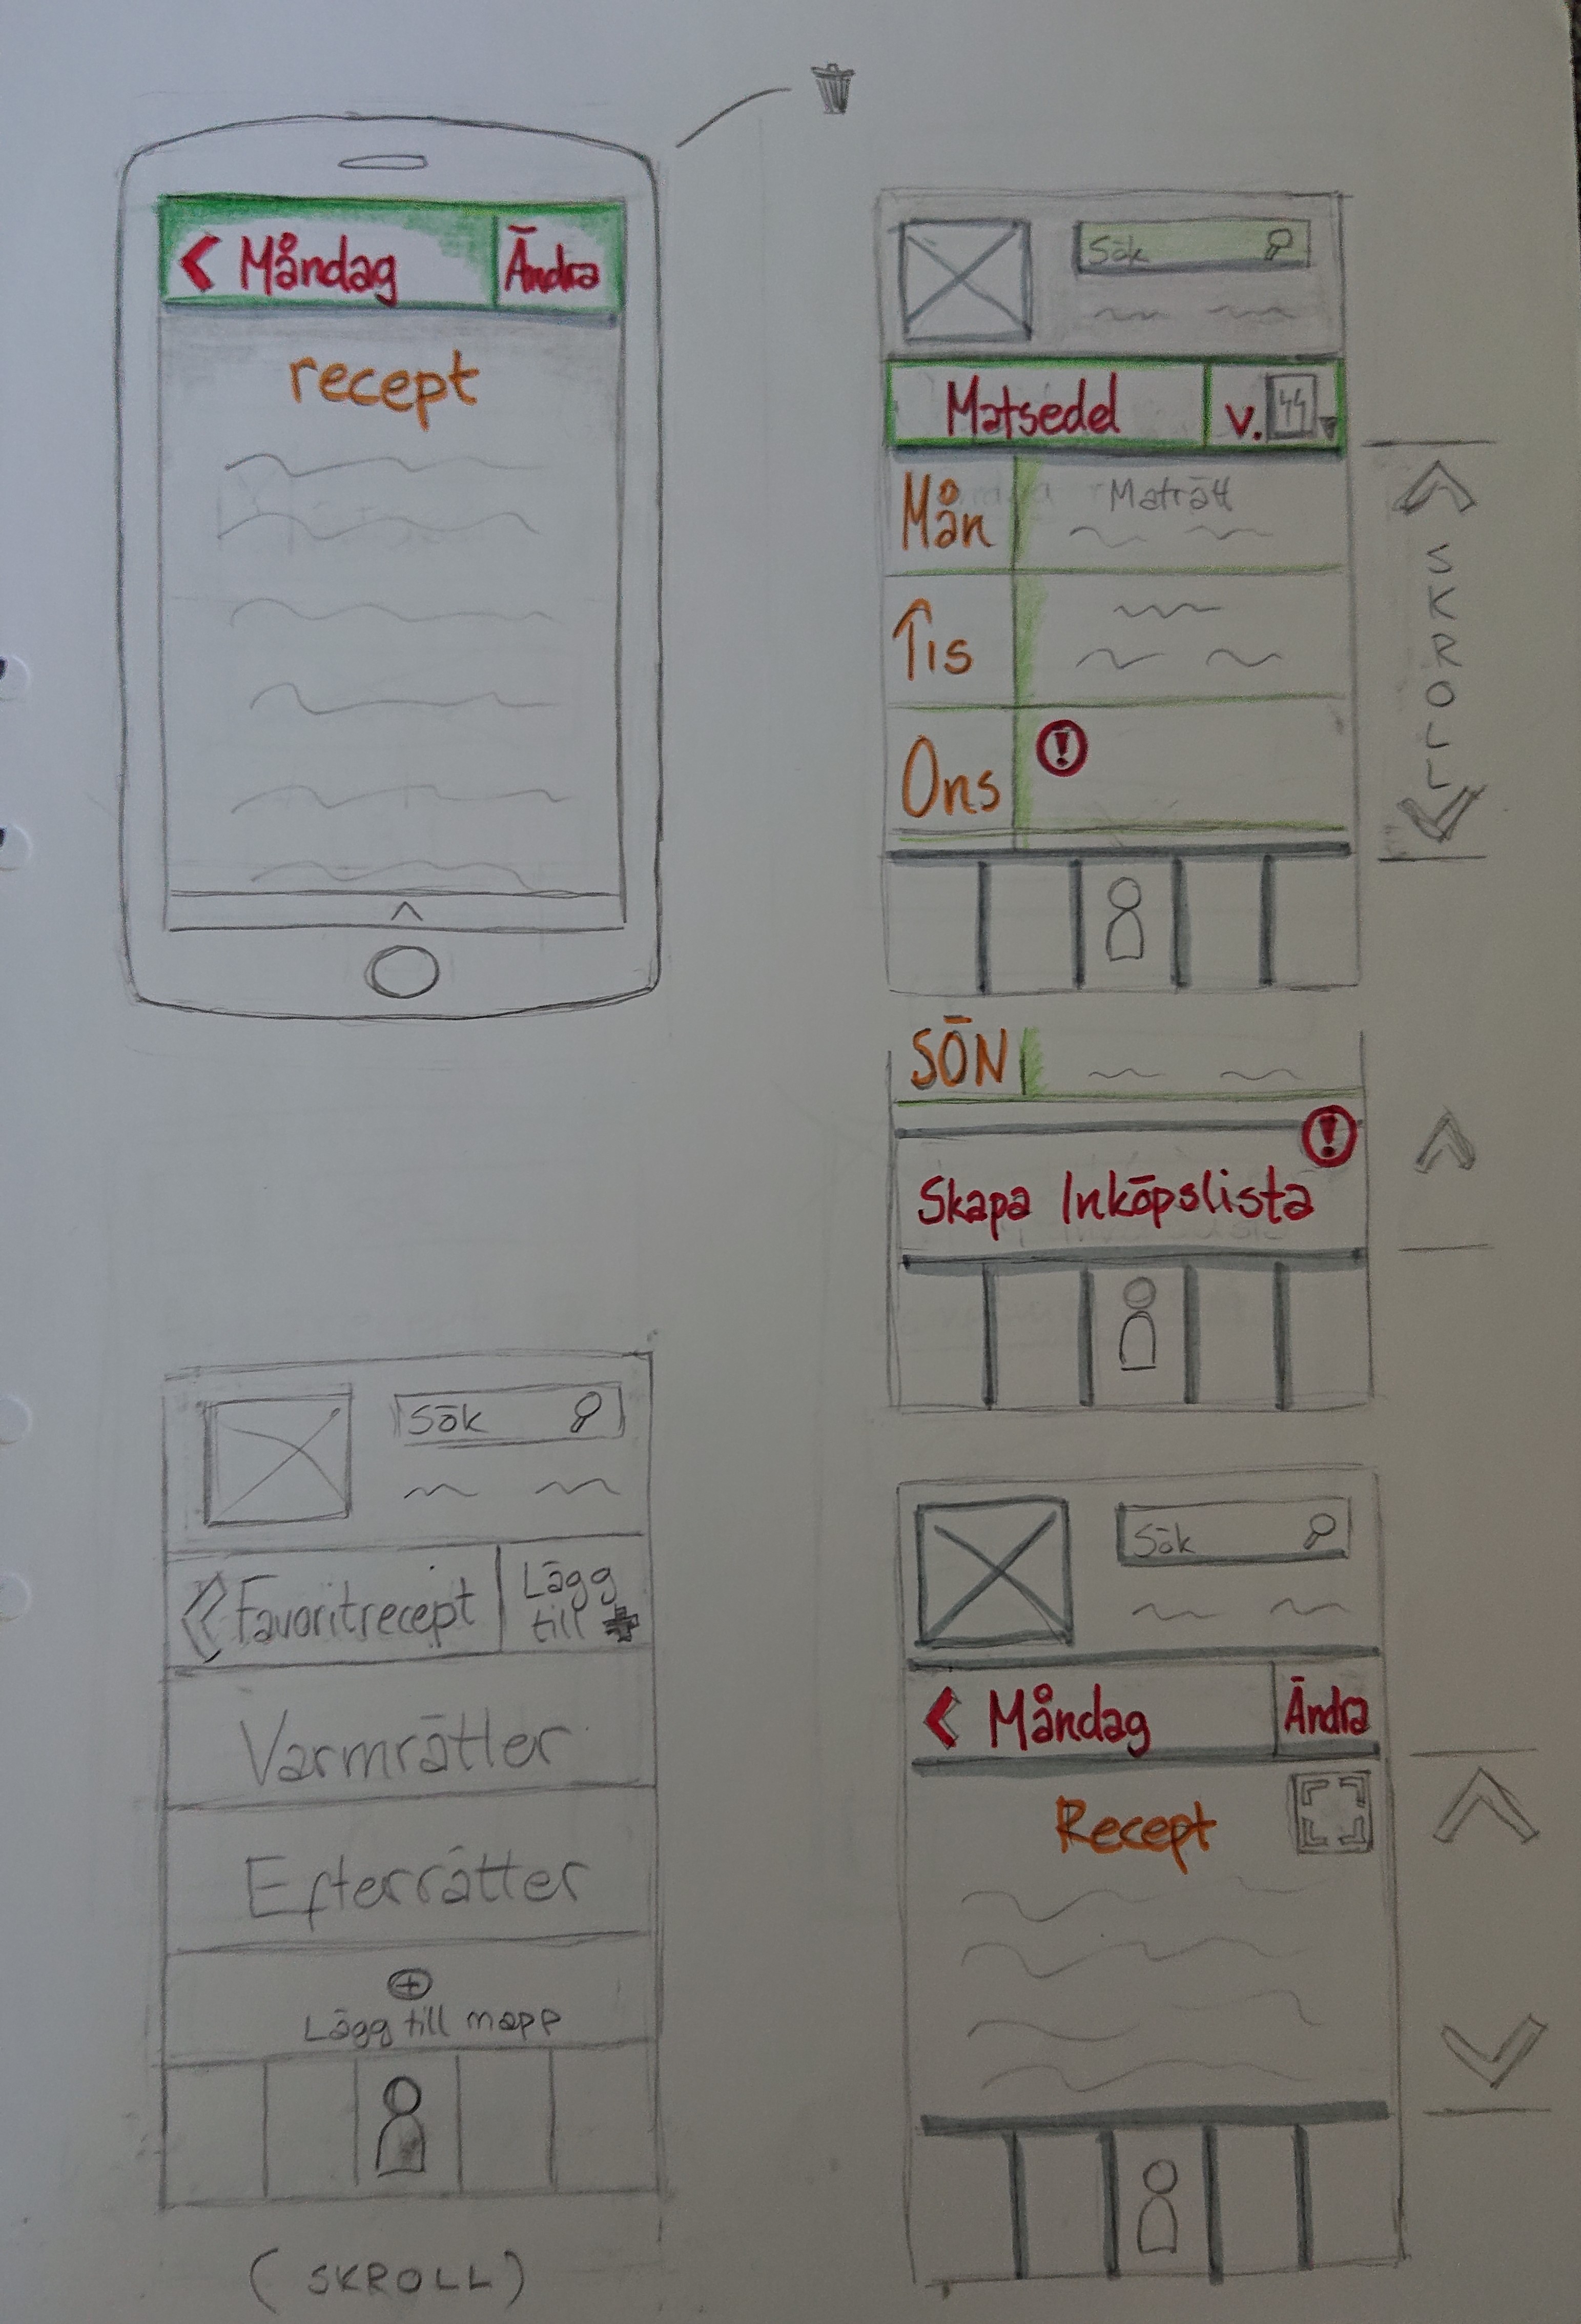 Måndag Ändra
recept
Sök
Matsedel v. 44
Mån Maträtt
Tis
Ons !
SKROLL
SÖN
!
Skapa Inköpslista
Sök
Favoritrecept Lägg
till +
Varmrätter
Efterrätter
+
Lägg till mapp
(SKROLL)
Sök
Måndag Ändra
Recept